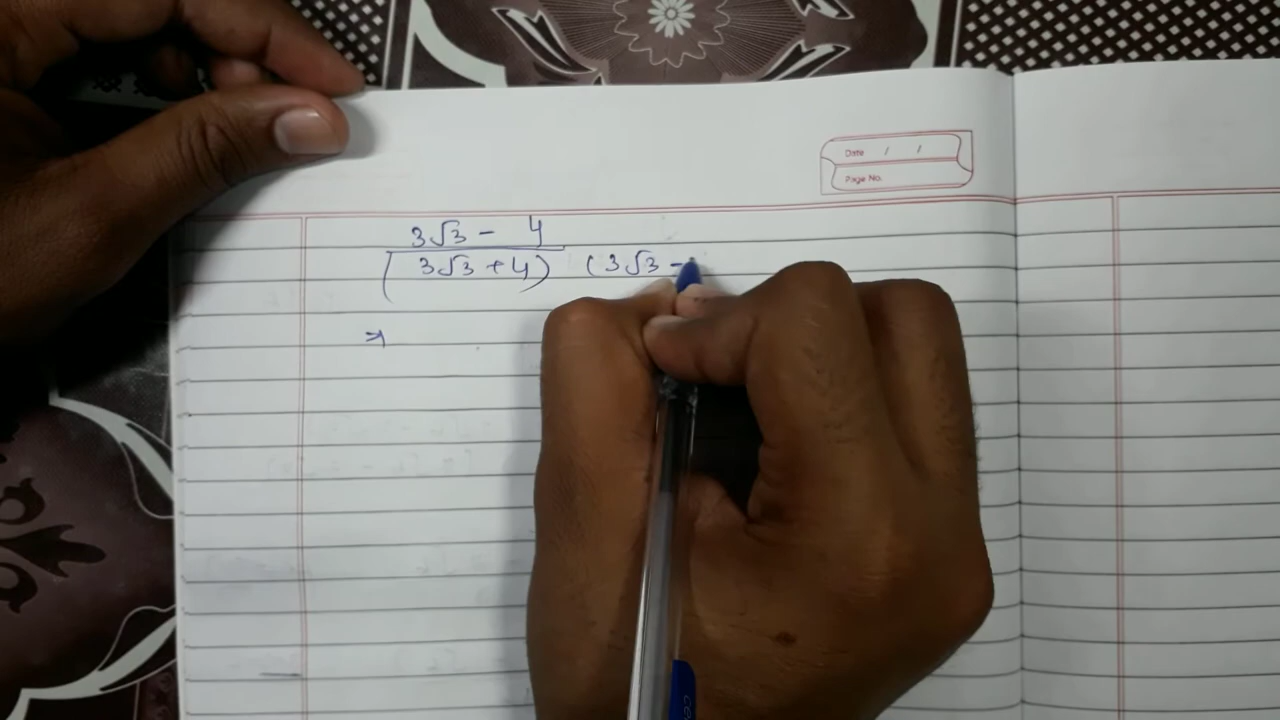 Date / /
Page No.
3√3 - 4
(3√3 + 4) (3√3 -
⇒